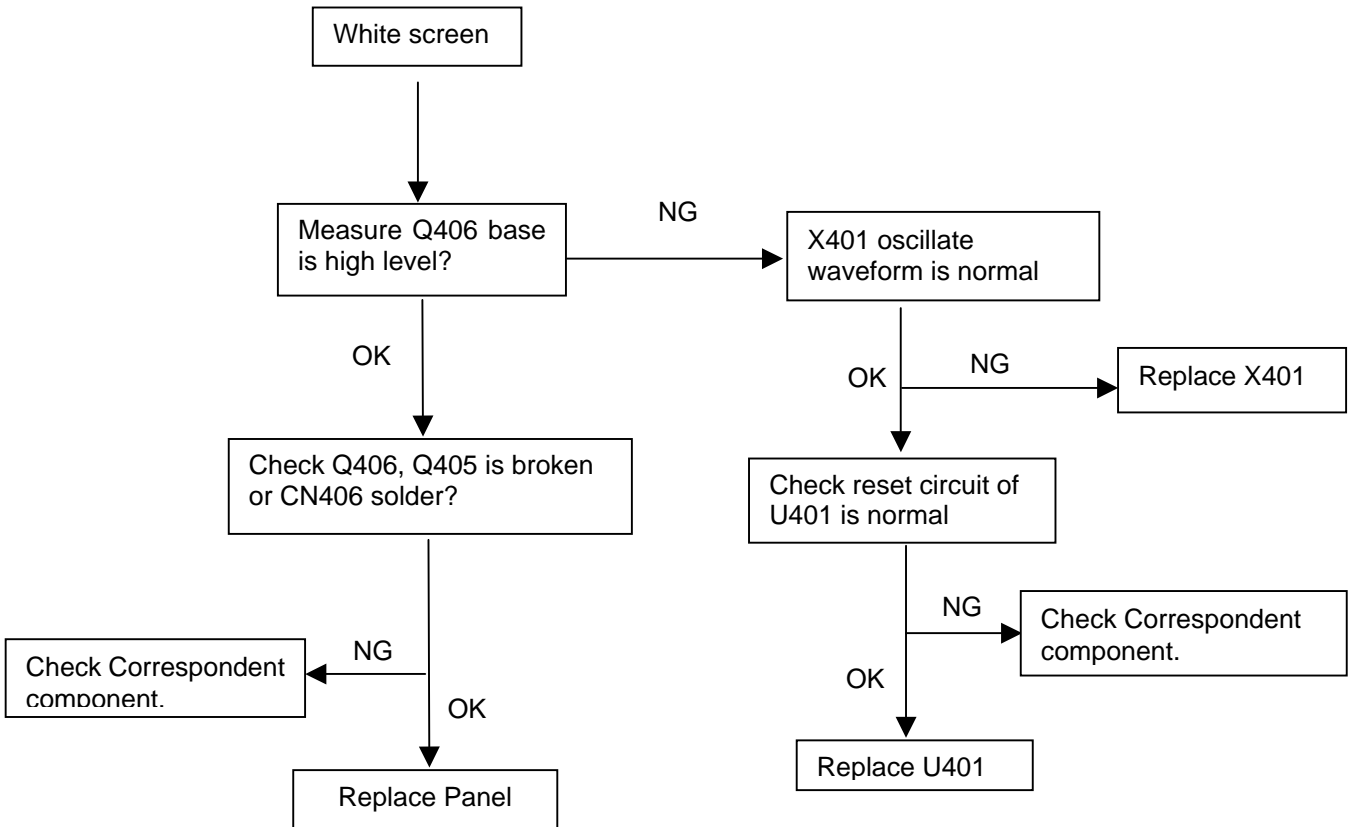 White screen
Measure Q406 base
is high level?
NG
X401 oscillate
waveform is normal
OK
OK
NG
Replace X401
Check Q406, Q405 is broken
or CN406 solder?
Check reset circuit of
U401 is normal
NG
Check Correspondent
component.
NG
Check Correspondent
component.
OK
OK
Replace U401
Replace Panel